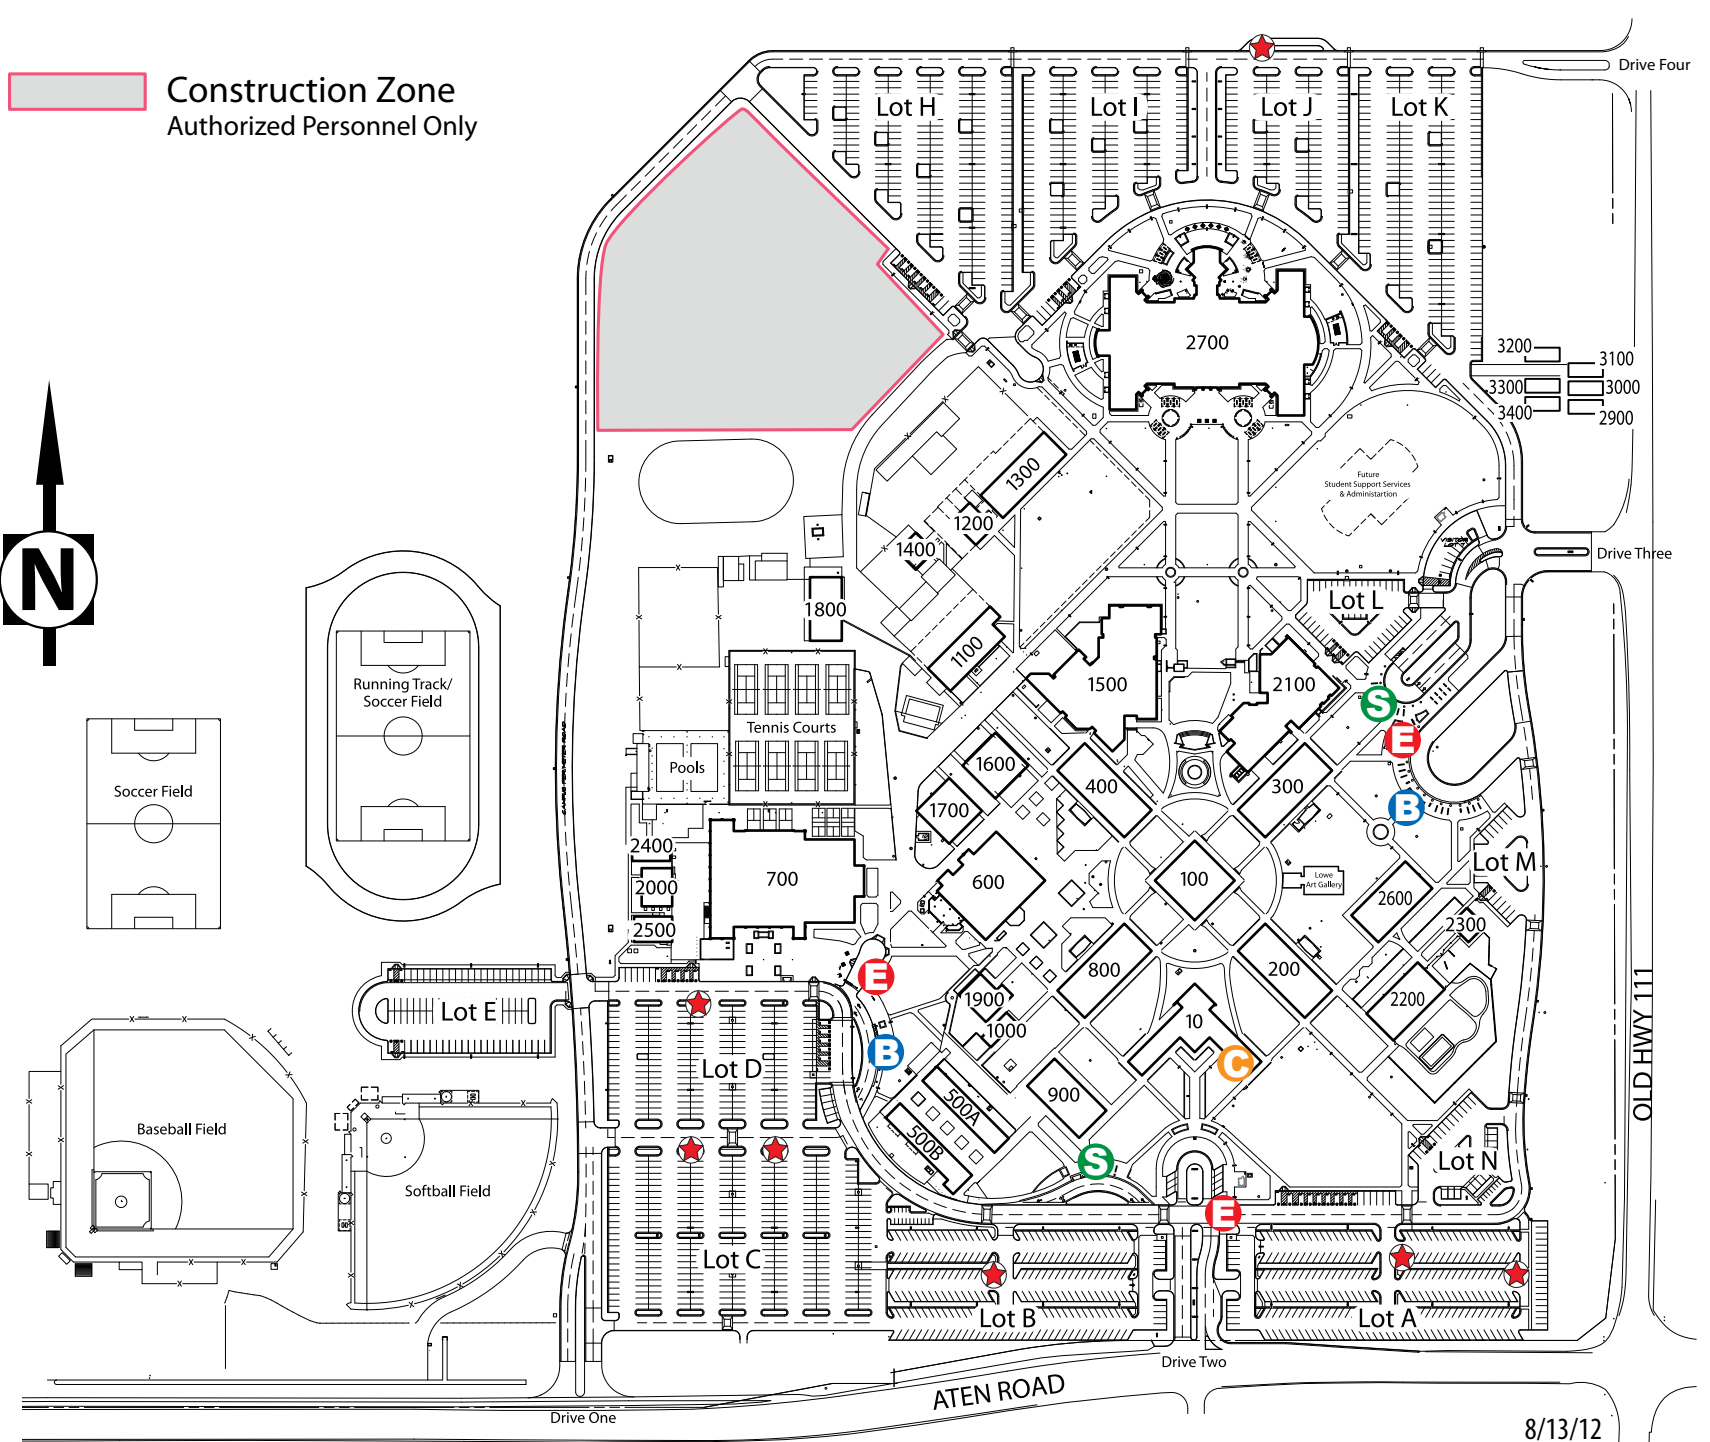 Construction Zone
Authorized Personnel Only
Drive Four
Lot H
Lot I
Lot J
Lot K
2700
3200
3100
3300
3000
3400
2900
N
1300
1200
1400
Future
Student Support Services
& Administartion
VISITOR
LOT
Drive Three
1800
Lot L
1100
Running Track/
Soccer Field
1500
2100
S
Tennis Courts
E
Pools
1600
400
300
Soccer Field
1700
B
2400
Lot M
700
600
100
Lowe
Art Gallery
2000
2600
2500
2300
E
800
200
1900
2200
Lot E
10
1000
B
C
Lot D
OLD HWY 111
500A
900
Baseball Field
500B
S
Lot N
Softball Field
E
Lot C
Lot B
Lot A
Drive Two
ATEN ROAD
Drive One
8/13/12